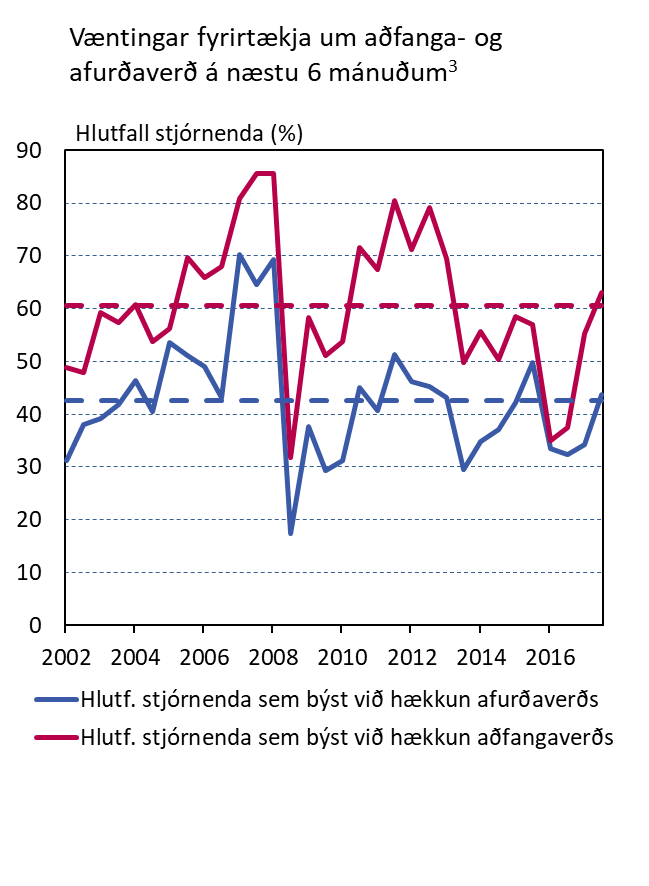 Væntingar fyrirtækja um aðfanga- og
afurðaverð á næstu 6 mánuðum³
Hlutfall stjórnenda (%)
90
80
70
60
50
40
30
20
10
0
2002 2004 2006 2008 2010 2012 2014 2016
Hlutf. stjórnenda sem býst við hækkun afurðaverðs
Hlutf. stjórnenda sem býst við hækkun aðfangaverðs